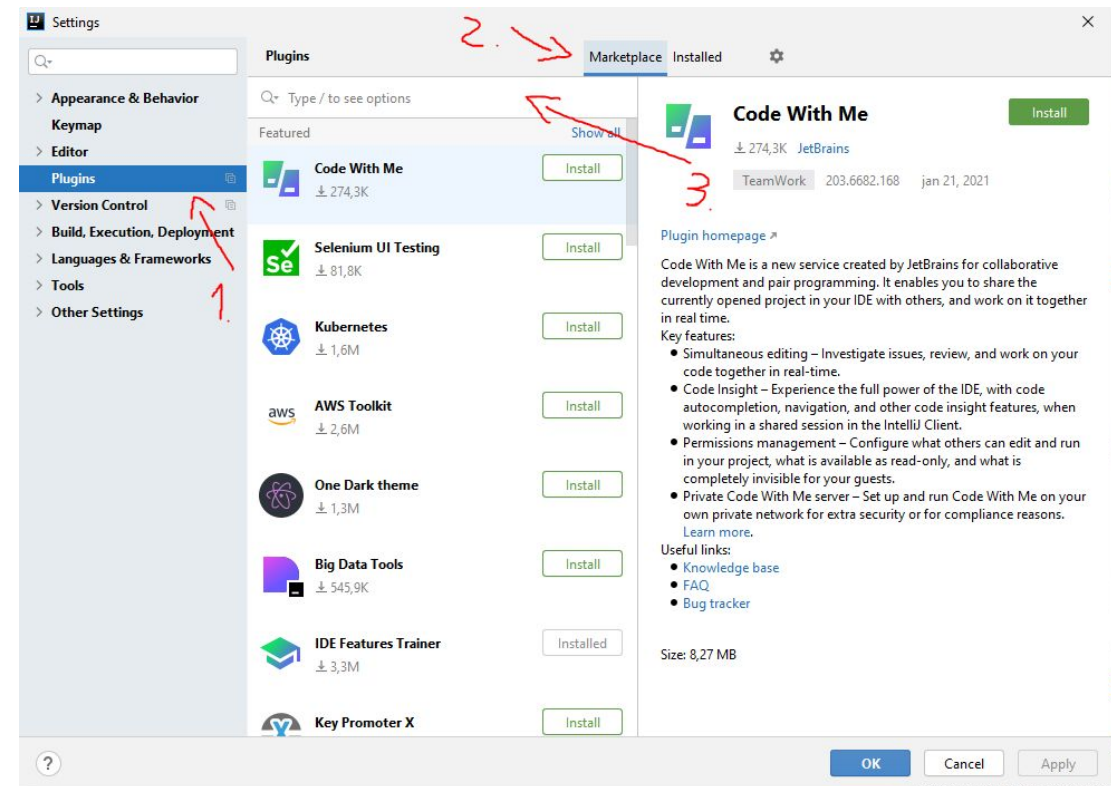 Settings
Appearance & Behavior
Keymap
Editor
Plugins
Version Control
Build, Execution, Deployment
Languages & Frameworks
Tools
Other Settings
1.
Plugins
2.
Marketplace Installed
Type / to see options
3.
Featured Show all
Code With Me Install
274,3K
Selenium UI Testing Install
Se 81,8K
Kubernetes Install
1,6M
aws AWS Toolkit Install
2,6M
One Dark theme Install
1,3M
Big Data Tools Install
545,9K
IDE Features Trainer Installed
3,3M
Key Promoter X Install
Code With Me Install
274,3K JetBrains
TeamWork 203.6682.168 jan 21, 2021
Plugin homepage
Code With Me is a new service created by JetBrains for collaborative
development and pair programming. It enables you to share the
currently opened project in your IDE with others, and work on it together
in real time.
Key features:
• Simultaneous editing – Investigate issues, review, and work on your
code together in real-time.
• Code Insight – Experience the full power of the IDE, with code
autocompletion, navigation, and other code insight features, when
working in a shared session in the IntelliJ Client.
• Permissions management – Configure what others can edit and run
in your project, what is available as read-only, and what is
completely invisible for your guests.
• Private Code With Me server – Set up and run Code With Me on your
own private network for extra security or for compliance reasons.
Learn more.
Useful links:
• Knowledge base
• FAQ
• Bug tracker
Size: 8,27 MB
?
OK Cancel Apply